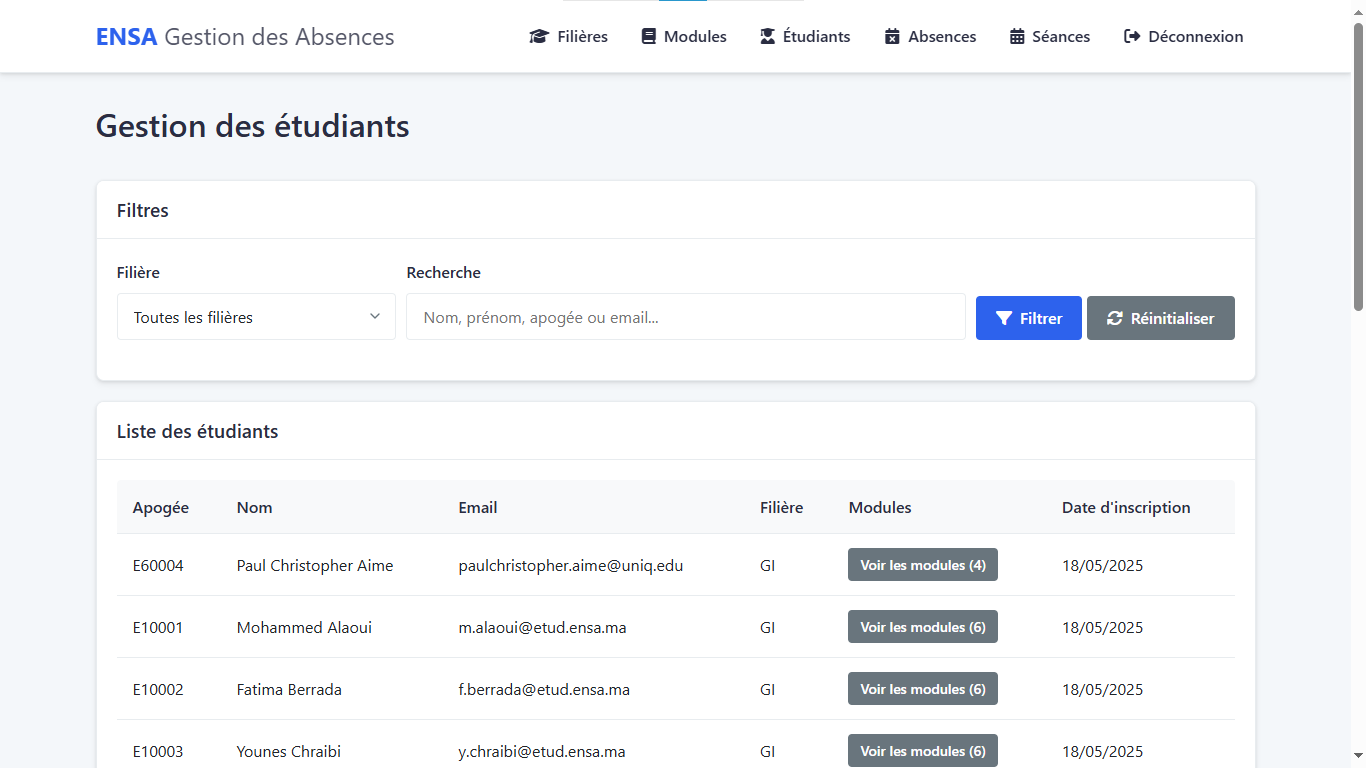 ENSA Gestion des Absences Filières Modules Étudiants Absences Séances Déconnexion
Gestion des étudiants
Filtres
Filière Recherche
Toutes les filières Nom, prénom, apogée ou email... Filtrer Réinitialiser
Liste des étudiants
Apogée Nom Email Filière Modules Date d'inscription
E60004 Paul Christopher Aime paulchristopher.aime@uniq.edu GI Voir les modules (4) 18/05/2025
E10001 Mohammed Alaoui m.alaoui@etud.ensa.ma GI Voir les modules (6) 18/05/2025
E10002 Fatima Berrada f.berrada@etud.ensa.ma GI Voir les modules (6) 18/05/2025
E10003 Younes Chraibi y.chraibi@etud.ensa.ma GI Voir les modules (6) 18/05/2025